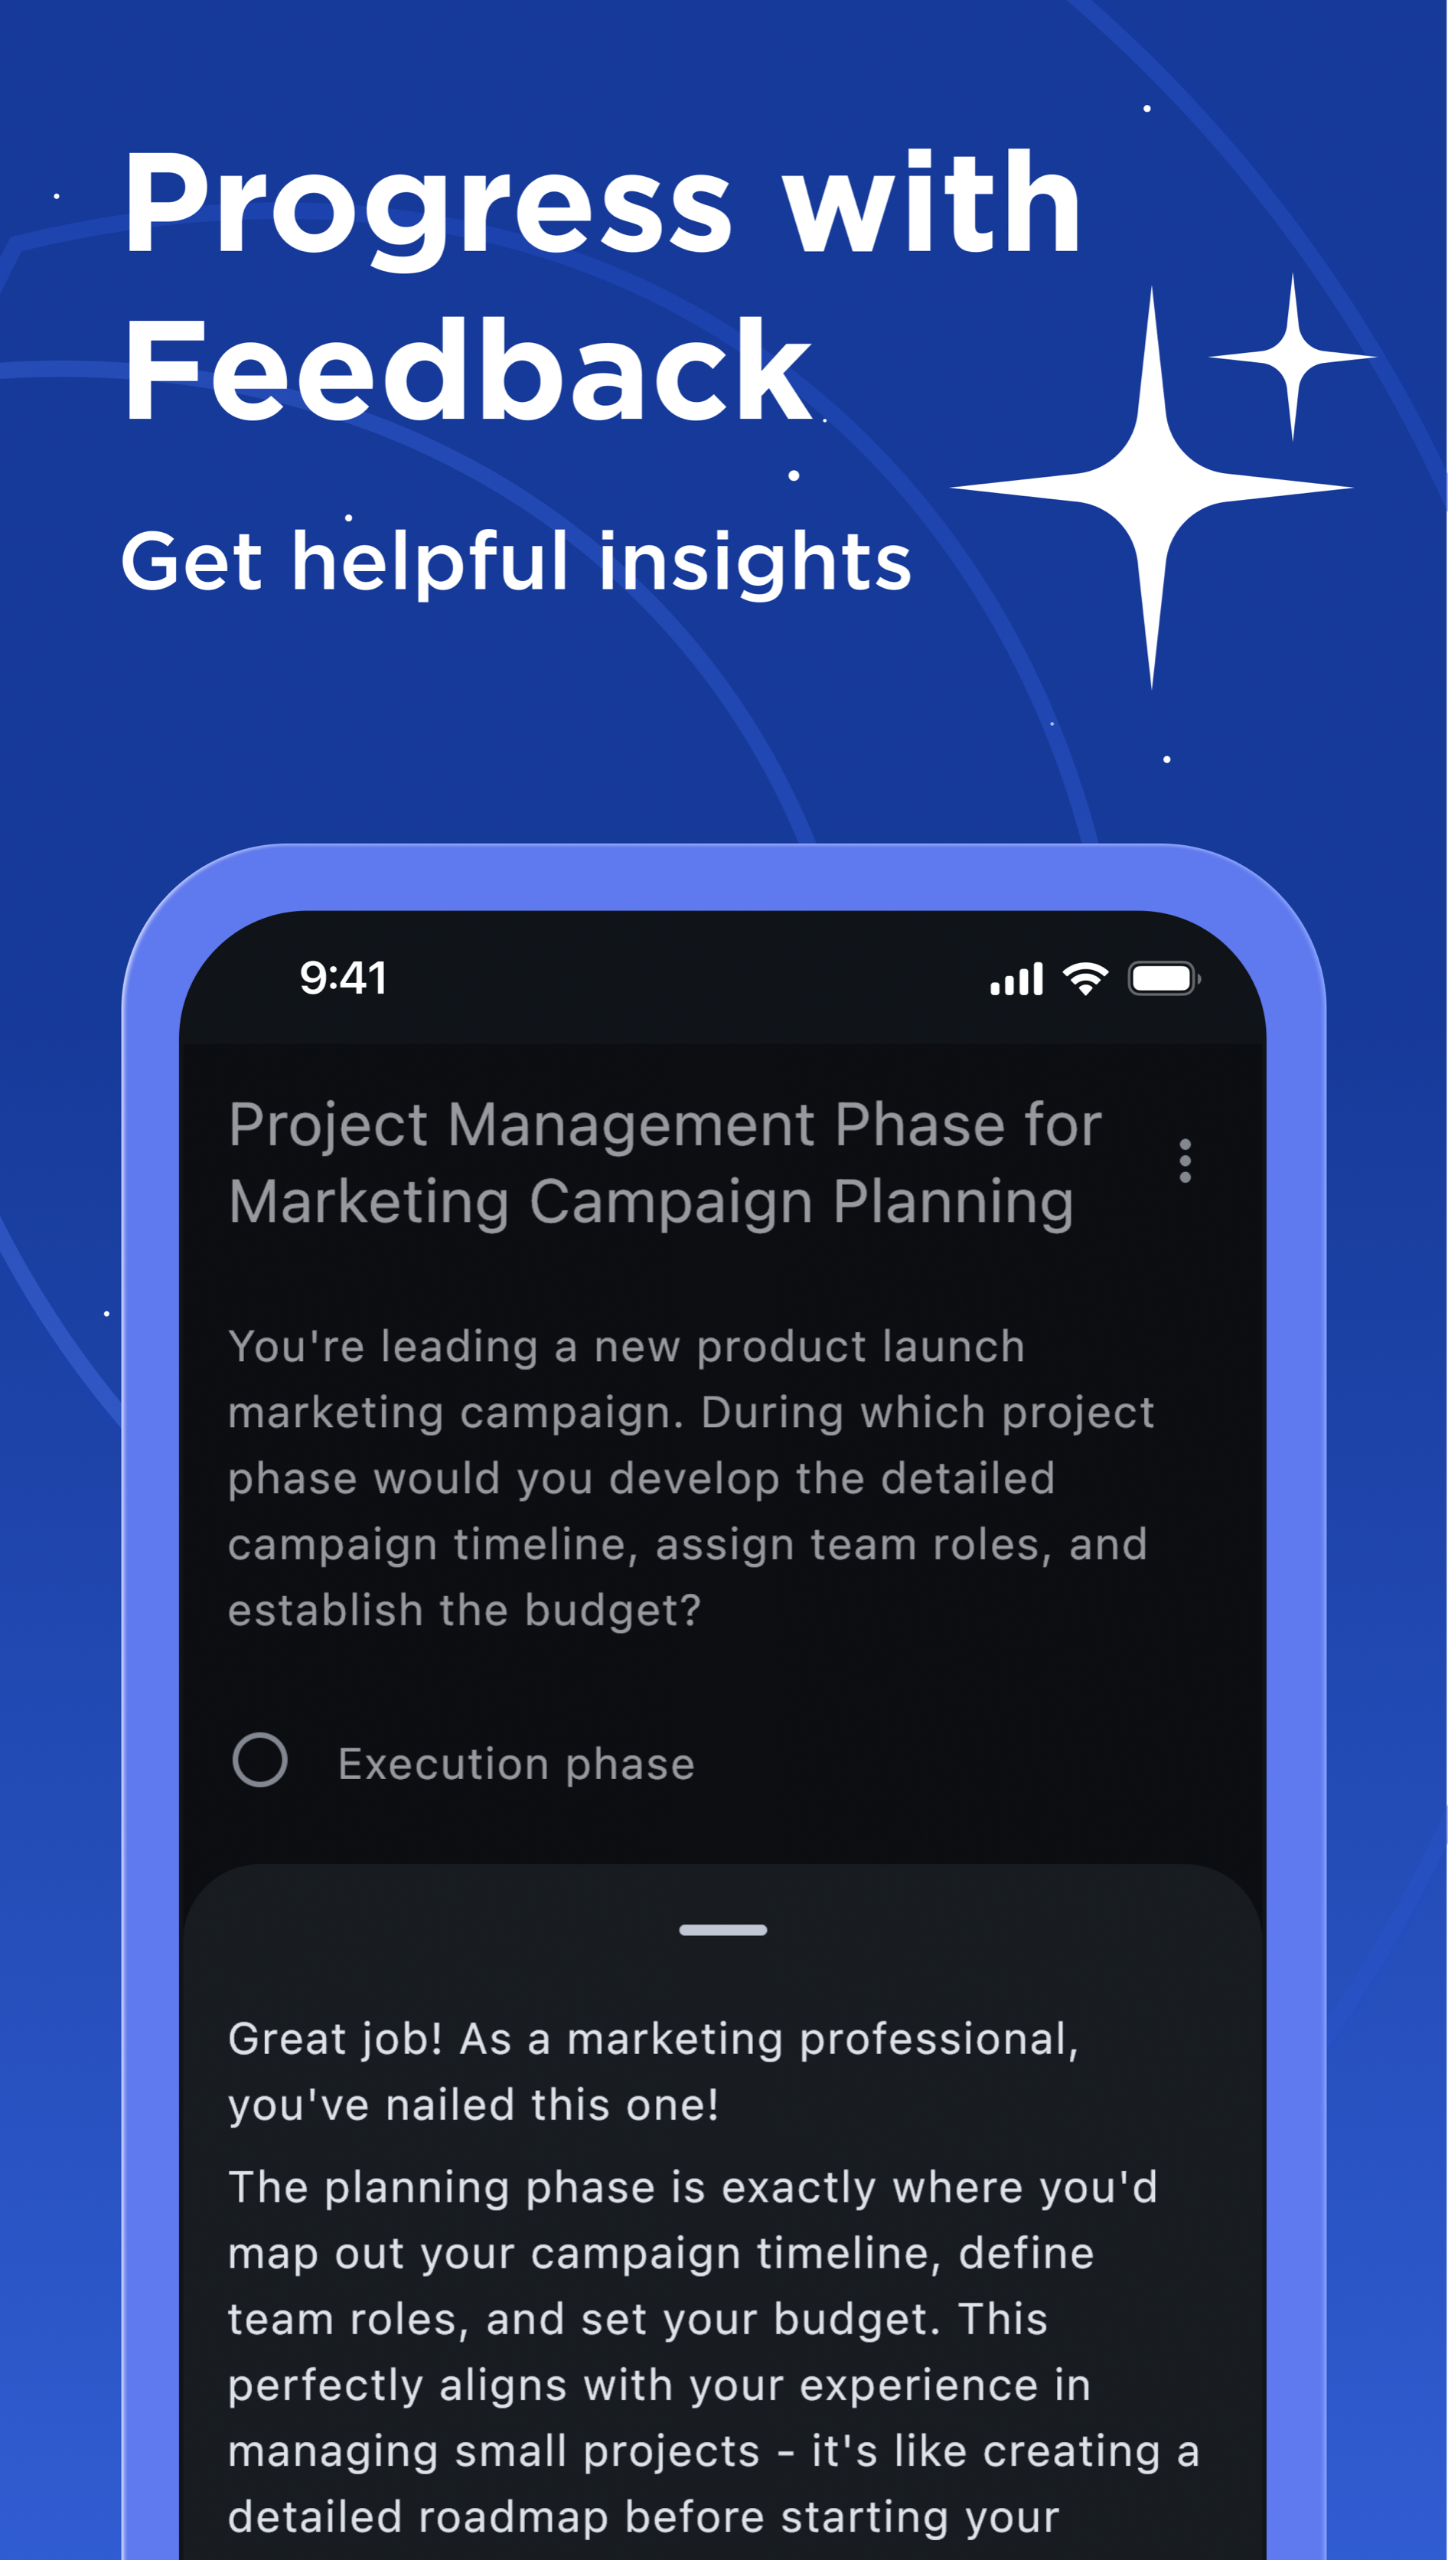 Progress with
Feedback
Get helpful insights
9:41
Project Management Phase for
Marketing Campaign Planning
You're leading a new product launch
marketing campaign. During which project
phase would you develop the detailed
campaign timeline, assign team roles, and
establish the budget?
Execution phase
Great job! As a marketing professional,
you've nailed this one!
The planning phase is exactly where you'd
map out your campaign timeline, define
team roles, and set your budget. This
perfectly aligns with your experience in
managing small projects - it's like creating a
detailed roadmap before starting your